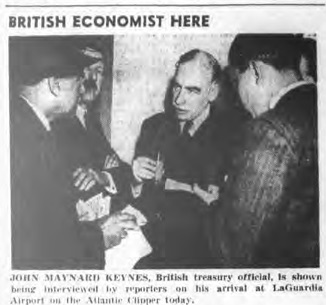 BRITISH ECONOMIST HERE
JOHN MAYNARD KEYNES, British treasury official, is shown
being interviewed by reporters on his arrival at LaGuardia
Airport on the Atlantic Clipper today.